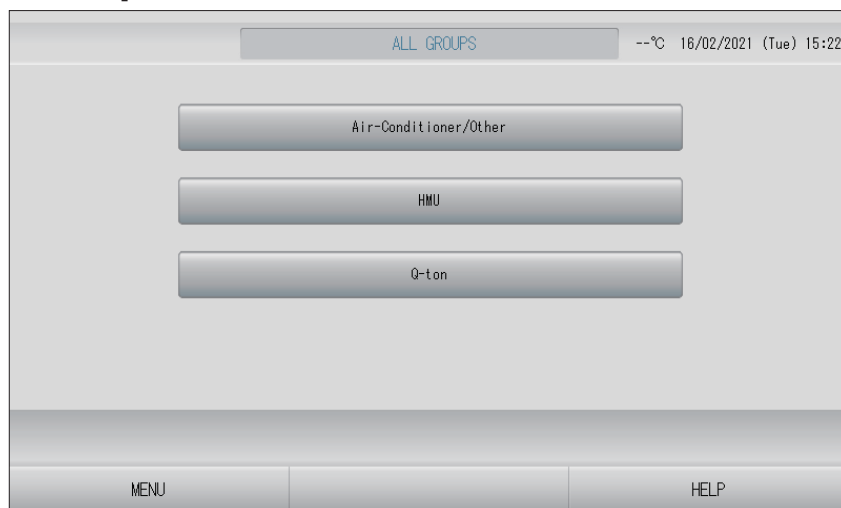 ALL GROUPS --℃ 16/02/2021 (Tue) 15:22
Air-Conditioner/Other
HMU
Q-ton
MENU HELP